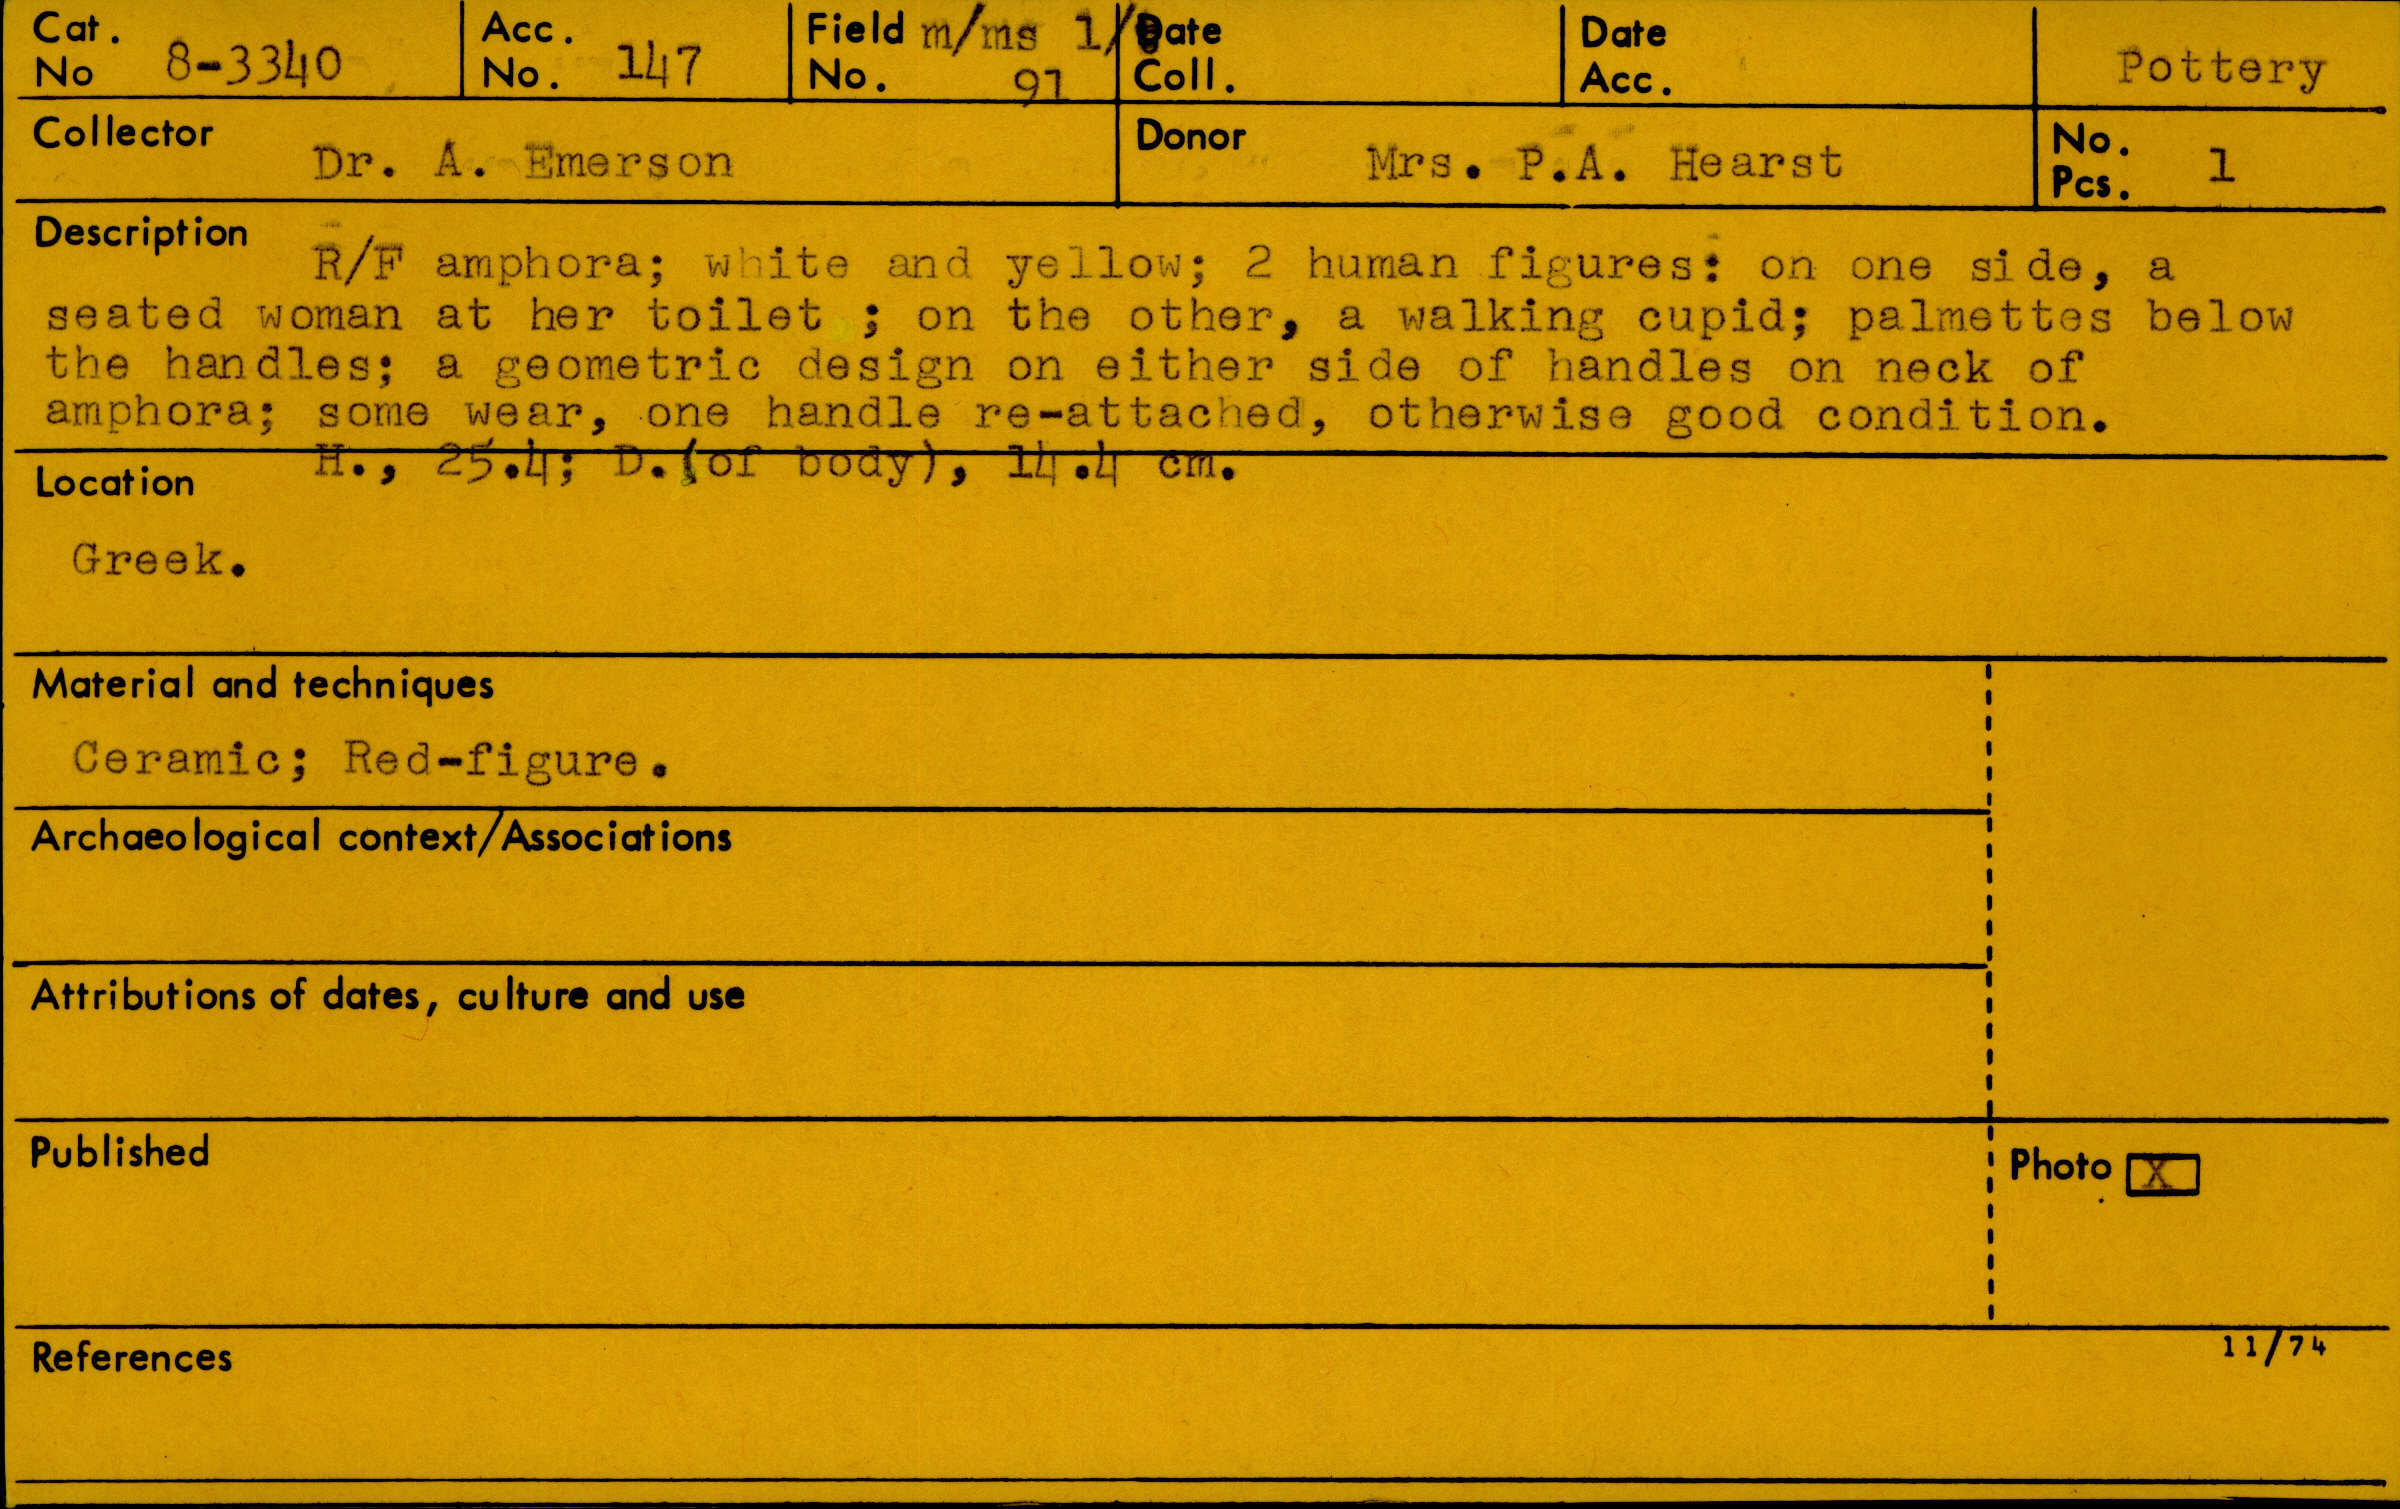 Cat. No 8-3340
Acc. No. 147
Field No. m/ms 1/
91
Date Coll.
Date Acc.
Pottery
Collector Dr. A. Emerson
Donor Mrs. P.A. Hearst
No. Pcs. 1
Description R/F amphora; white and yellow; 2 human figures: on one side, a
seated woman at her toilet ; on the other, a walking cupid; palmettes below
the handles; a geometric design on either side of handles on neck of
amphora; some wear, one handle re-attached, otherwise good condition.
H., 25.4; D.(of body), 14.4 cm.
Location
Greek.
Material and techniques
Ceramic; Red-figure.
Archaeological context/Associations
Attributions of dates, culture and use
Published
Photo X
References
11/74